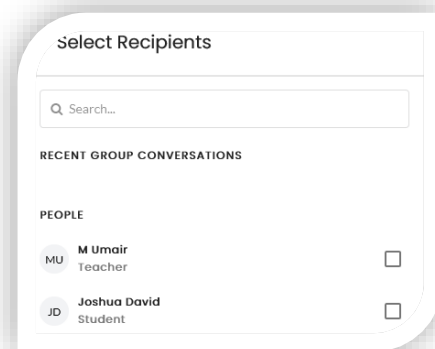 Select Recipients
Search...
RECENT GROUP CONVERSATIONS
PEOPLE
MU
M Umair
Teacher
JD
Joshua David
Student